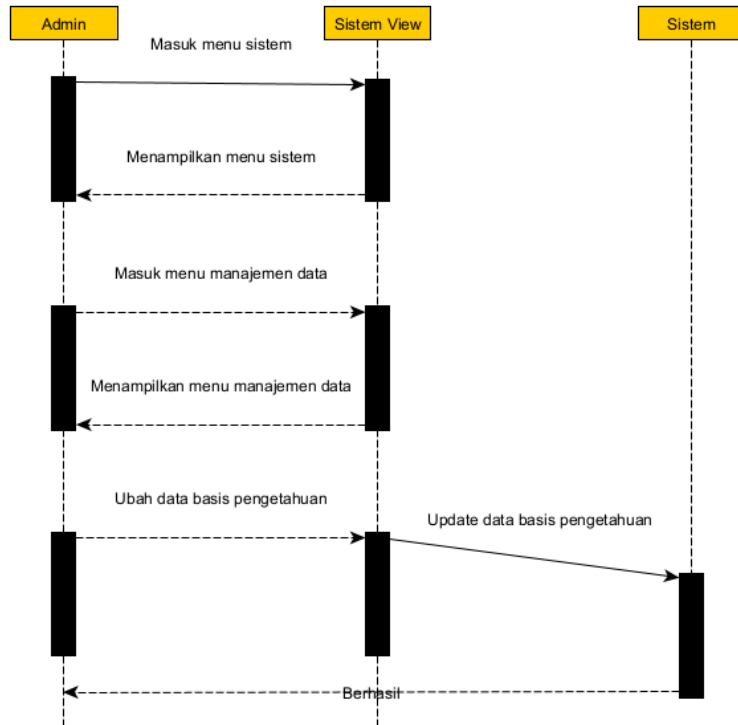 Admin
Sistem View
Sistem
Masuk menu sistem
Menampilkan menu sistem
Masuk menu manajemen data
Menampilkan menu manajemen data
Ubah data basis pengetahuan
Update data basis pengetahuan
Berhasil